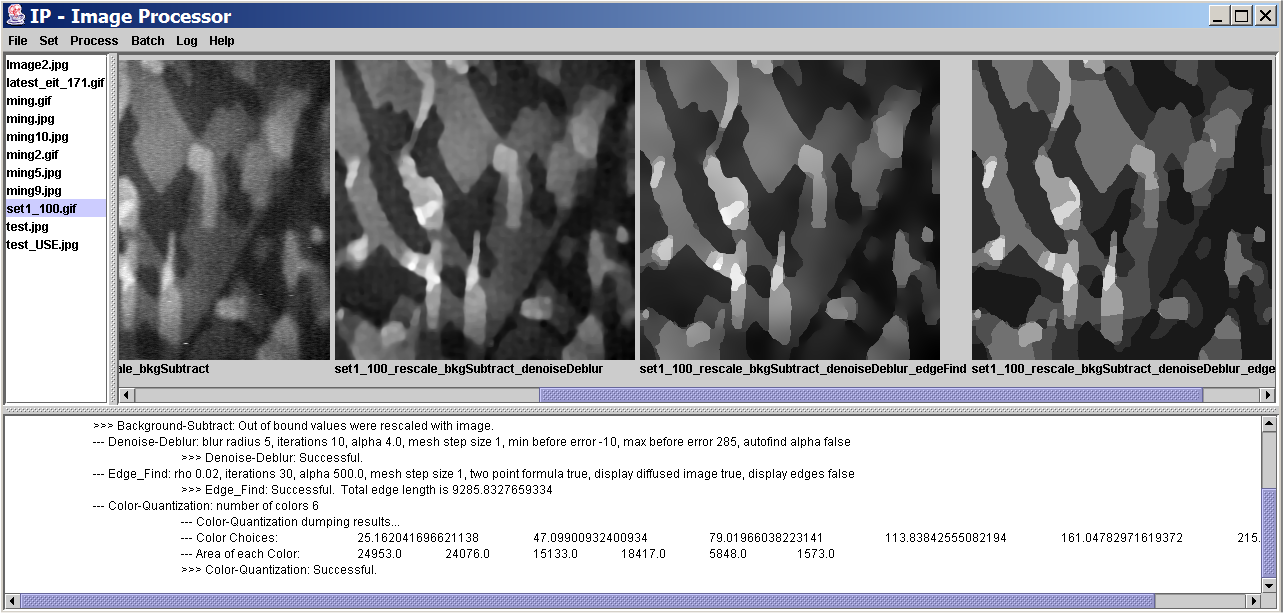 IP - Image Processor
File Set Process Batch Log Help
Image2.jpg
latest_eit_171.gif
ming.gif
ming.jpg
ming10.jpg
ming2.gif
ming5.jpg
ming9.jpg
set1_100.gif
test.jpg
test_USE.jpg
ale_bkgSubtract
set1_100_rescale_bkgSubtract_denoiseDeblur
set1_100_rescale_bkgSubtract_denoiseDeblur_edgeFind
set1_100_rescale_bkgSubtract_denoiseDeblur_edge
>>> Background-Subtract: Out of bound values were rescaled with image.
--- Denoise-Deblur: blur radius 5, iterations 10, alpha 4.0, mesh step size 1, min before error -10, max before error 285, autofind alpha false
>>> Denoise-Deblur: Successful.
--- Edge_Find: rho 0.02, iterations 30, alpha 500.0, mesh step size 1, two point formula true, display diffused image true, display edges false
>>> Edge_Find: Successful. Total edge length is 9285.8327659334
--- Color-Quantization: number of colors 6
--- Color-Quantization dumping results...
--- Color Choices: 25.162041696621138 47.09300932400934 79.01966038223141 113.83842555082194 161.04782971619372 215.
--- Area of each Color: 24953.0 24076.0 15133.0 18417.0 5848.0 1573.0
>>> Color-Quantization: Successful.